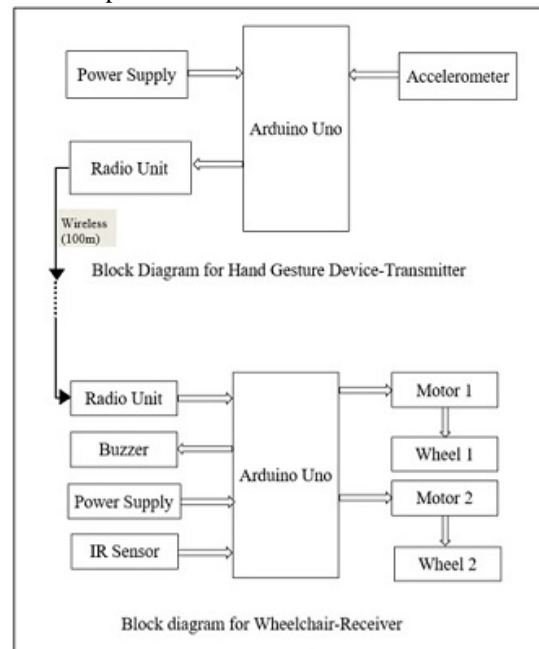 Power Supply
Accelerometer
Arduino Uno
Radio Unit
Wireless
(100m)
Block Diagram for Hand Gesture Device-Transmitter
Radio Unit
Motor 1
Buzzer
Wheel 1
Arduino Uno
Power Supply
Motor 2
IR Sensor
Wheel 2
Block diagram for Wheelchair-Receiver